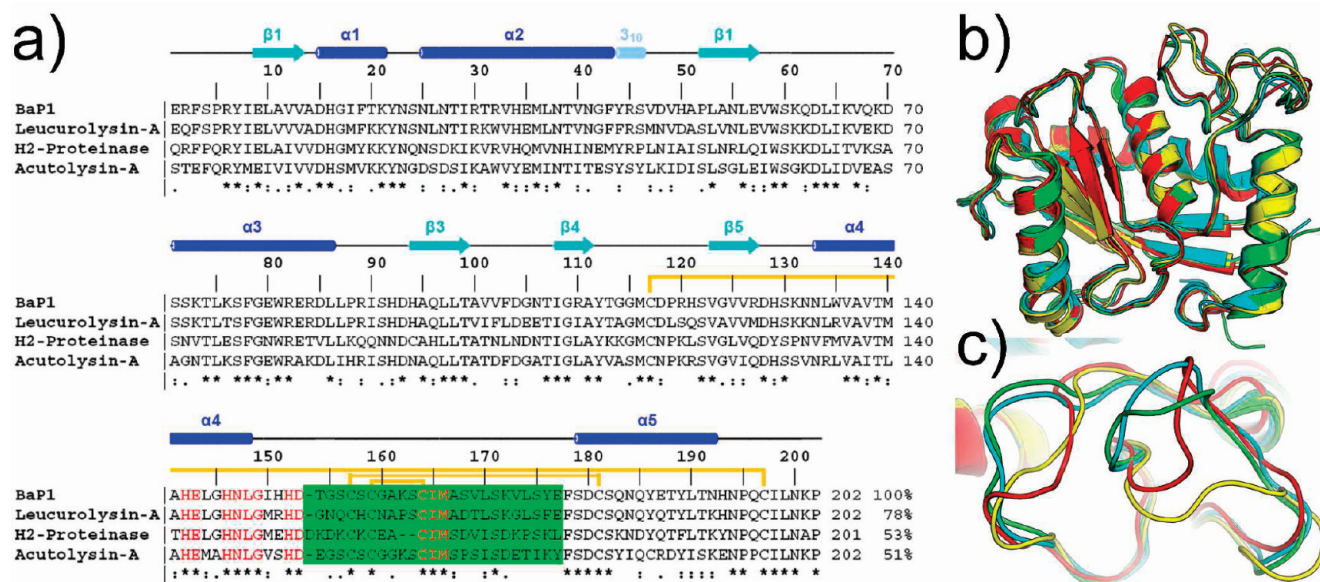 a)
β1 α1 α2 3₁₀ β1
10 20 30 40 50 60 70
BaP1 ERFSPRYIELAVVADHGIFTKYNSNLNTIRTRVHEMLNTVNGFYRSVDVHAPLANLEVWSKQDLIKVQKD 70
Leucurolysin-A EQFSPRYIELVVVADHGMFKKYNSNLNTIRKWVHEMLNTVNGFFRSMNVDASLVNLEVWSKKDLIKVEKD 70
H2-Proteinase QRFPQRYIELAIVVDHGMYKKYNQNSDKIKVRVHQMVNHINEMYRPLNIAISLNRLQIWSKKDLITVKSA 70
Acutolysin-A STEFQRYMEIVIVVDHSMVKKYNGDSDSIKAWVYEMINTITESYSYLKIDISLSGLEIWSGKDLIDVEAS 70
α3 β3 β4 β5 α4
80 90 100 110 120 130 140
BaP1 SSKTLKSFGEWRERDLLPRISHDHAQLLTAVVFDGNTIGRAYTGGMCDPRHSVGVVRDHSKNNLWVAVTM 140
Leucurolysin-A SSKTLTSFGEWRERDLLPRISHDHAQLLTVIFLDEETIGIAYTAGMCDLSQSVAVVMDHSKKNLRVAVTM 140
H2-Proteinase SNVTLESFGNWRETVLLKQQNNDCAHLLTATNLNDNTIGLAYKKGMCNPKLSVGLVQDYSPNVFMVAVTM 140
Acutolysin-A AGNTLKSFGEWRAKDLIHRISHDNAQLLTATDFDGATIGLAYVASMCNPKRSVGVIQDHSSVNRLVAITL 140
α4 α5
150 160 170 180 190 200
BaP1 AHELGHNLGIHHD-TGSCSCGAKSCIMASVLSKVLSYEFSDCSQNQYETYLTNHNPQCILNKP 202 100%
Leucurolysin-A AHELGHNLGMRHD-GNQCHCNAPSCIMADTLSKGLSFEFSDCSQNQYQTYLTKHNPQCILNKP 202 78%
H2-Proteinase THELGHNLGMEHDDKDKCKCEA--CIMSDVISDKPSKLFSDCSKNDYQTFLTKYNPQCILNAP 201 53%
Acutolysin-A AHEMAHNLGVSHD-EGSCSCGGKSCIMSPSISDETIKYFSDCSYIQCRDYISKENPPCILNKP 202 51%
b)
c)